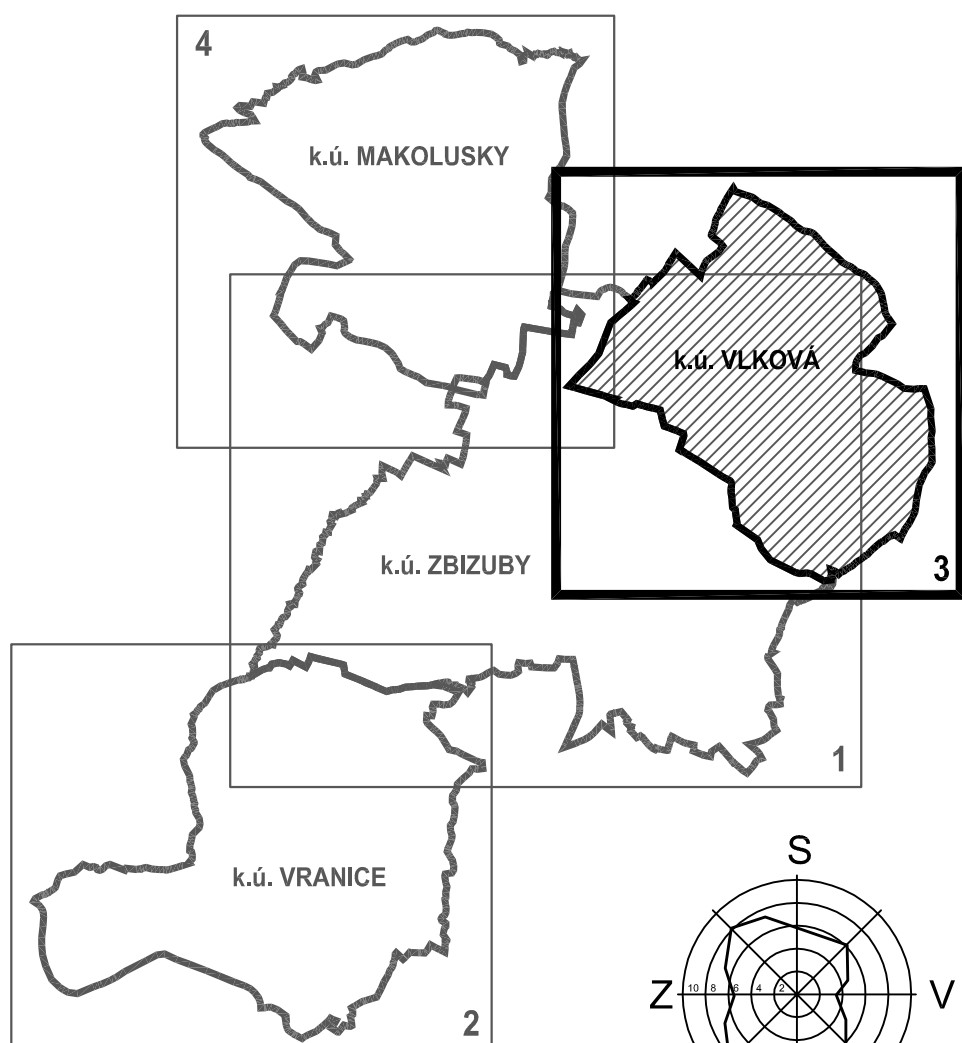 4
k.ú. MAKOLUSKY
k.ú. VLKOVÁ
k.ú. ZBIZUBY
3
1
k.ú. VRANICE
S
Z 10 8 6 4 2 V
2